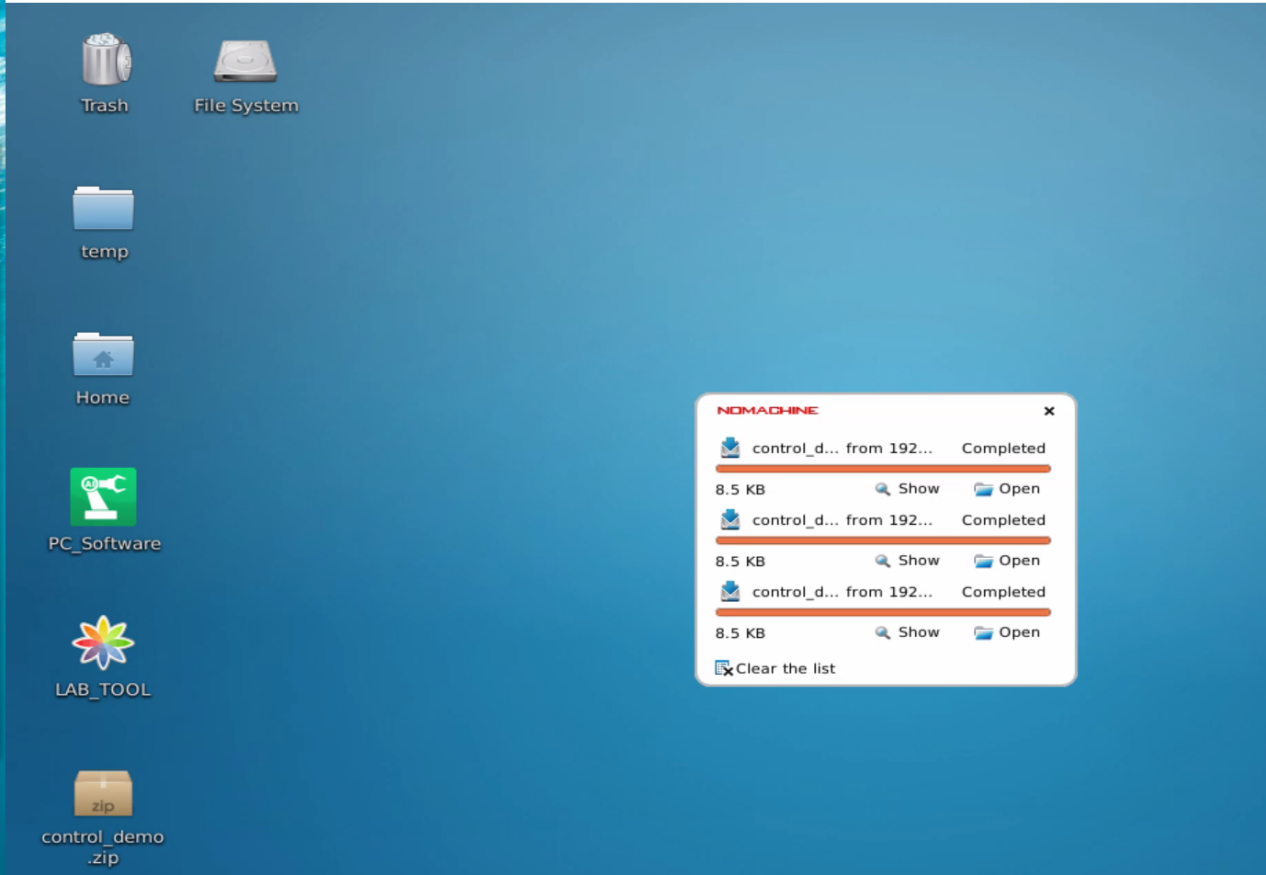 Trash
File System
temp
Home
PC_Software
LAB_TOOL
zip
control_demo
.zip
NOMACHINE
control_d... from 192... Completed
8.5 KB Show Open
control_d... from 192... Completed
8.5 KB Show Open
control_d... from 192... Completed
8.5 KB Show Open
Clear the list